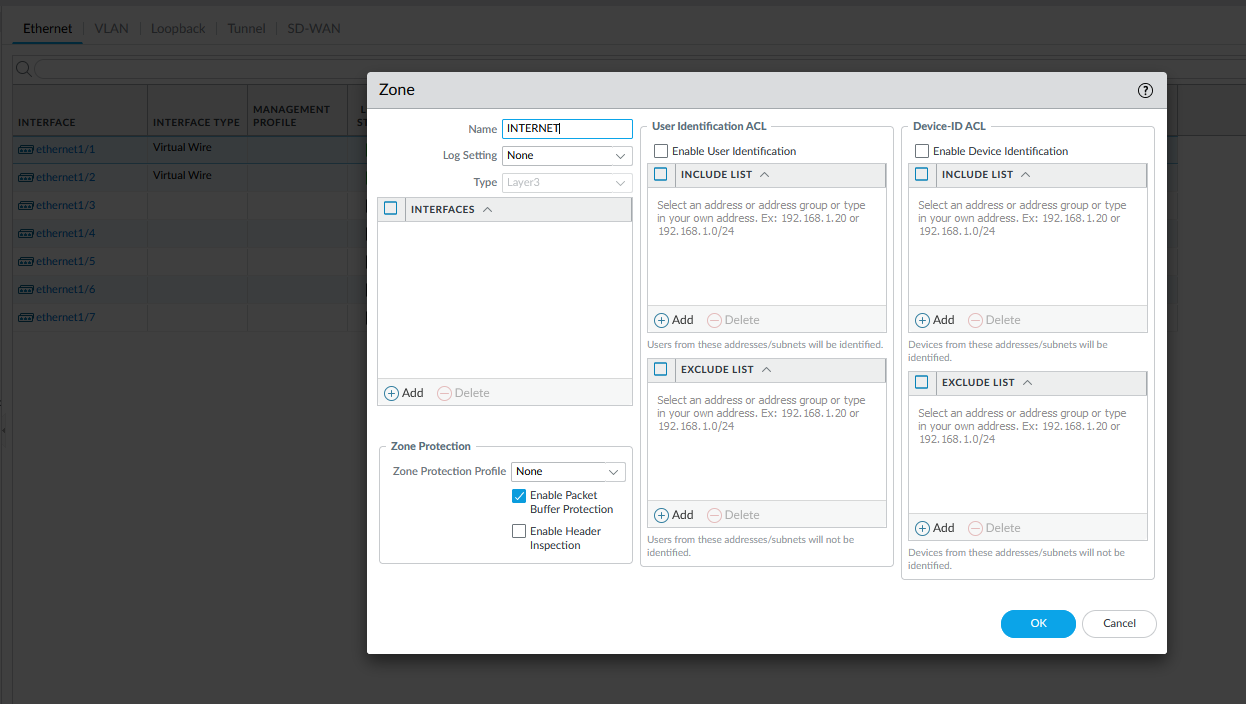 Ethernet
VLAN
Loopback
Tunnel
SD-WAN
INTERFACE
INTERFACE TYPE
MANAGEMENT
PROFILE
ethernet1/1
Virtual Wire
ethernet1/2
Virtual Wire
ethernet1/3
ethernet1/4
ethernet1/5
ethernet1/6
ethernet1/7
Zone
?
Name INTERNET
Log Setting None
Type Layer3
INTERFACES
Add Delete
Zone Protection
Zone Protection Profile None
Enable Packet
Buffer Protection
Enable Header
Inspection
User Identification ACL
Enable User Identification
INCLUDE LIST
Select an address or address group or type
in your own address. Ex: 192.168.1.20 or
192.168.1.0/24
Add Delete
Users from these addresses/subnets will be identified.
EXCLUDE LIST
Select an address or address group or type
in your own address. Ex: 192.168.1.20 or
192.168.1.0/24
Add Delete
Users from these addresses/subnets will not be
identified.
Device-ID ACL
Enable Device Identification
INCLUDE LIST
Select an address or address group or type
in your own address. Ex: 192.168.1.20 or
192.168.1.0/24
Add Delete
Devices from these addresses/subnets will be
identified.
EXCLUDE LIST
Select an address or address group or type
in your own address. Ex: 192.168.1.20 or
192.168.1.0/24
Add Delete
Devices from these addresses/subnets will not be
identified.
OK
Cancel